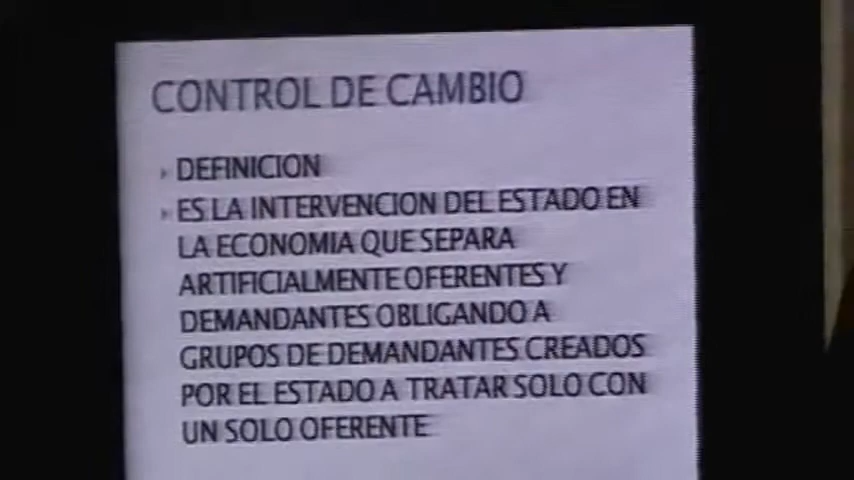 CONTROL DE CAMBIO
DEFINICION
ES LA INTERVENCION DEL ESTADO EN
LA ECONOMIA QUE SEPARA
ARTIFICIALMENTE OFERENTES Y
DEMANDANTES OBLIGANDO A
GRUPOS DE DEMANDANTES CREADOS
POR EL ESTADO A TRATAR SOLO CON
UN SOLO OFERENTE